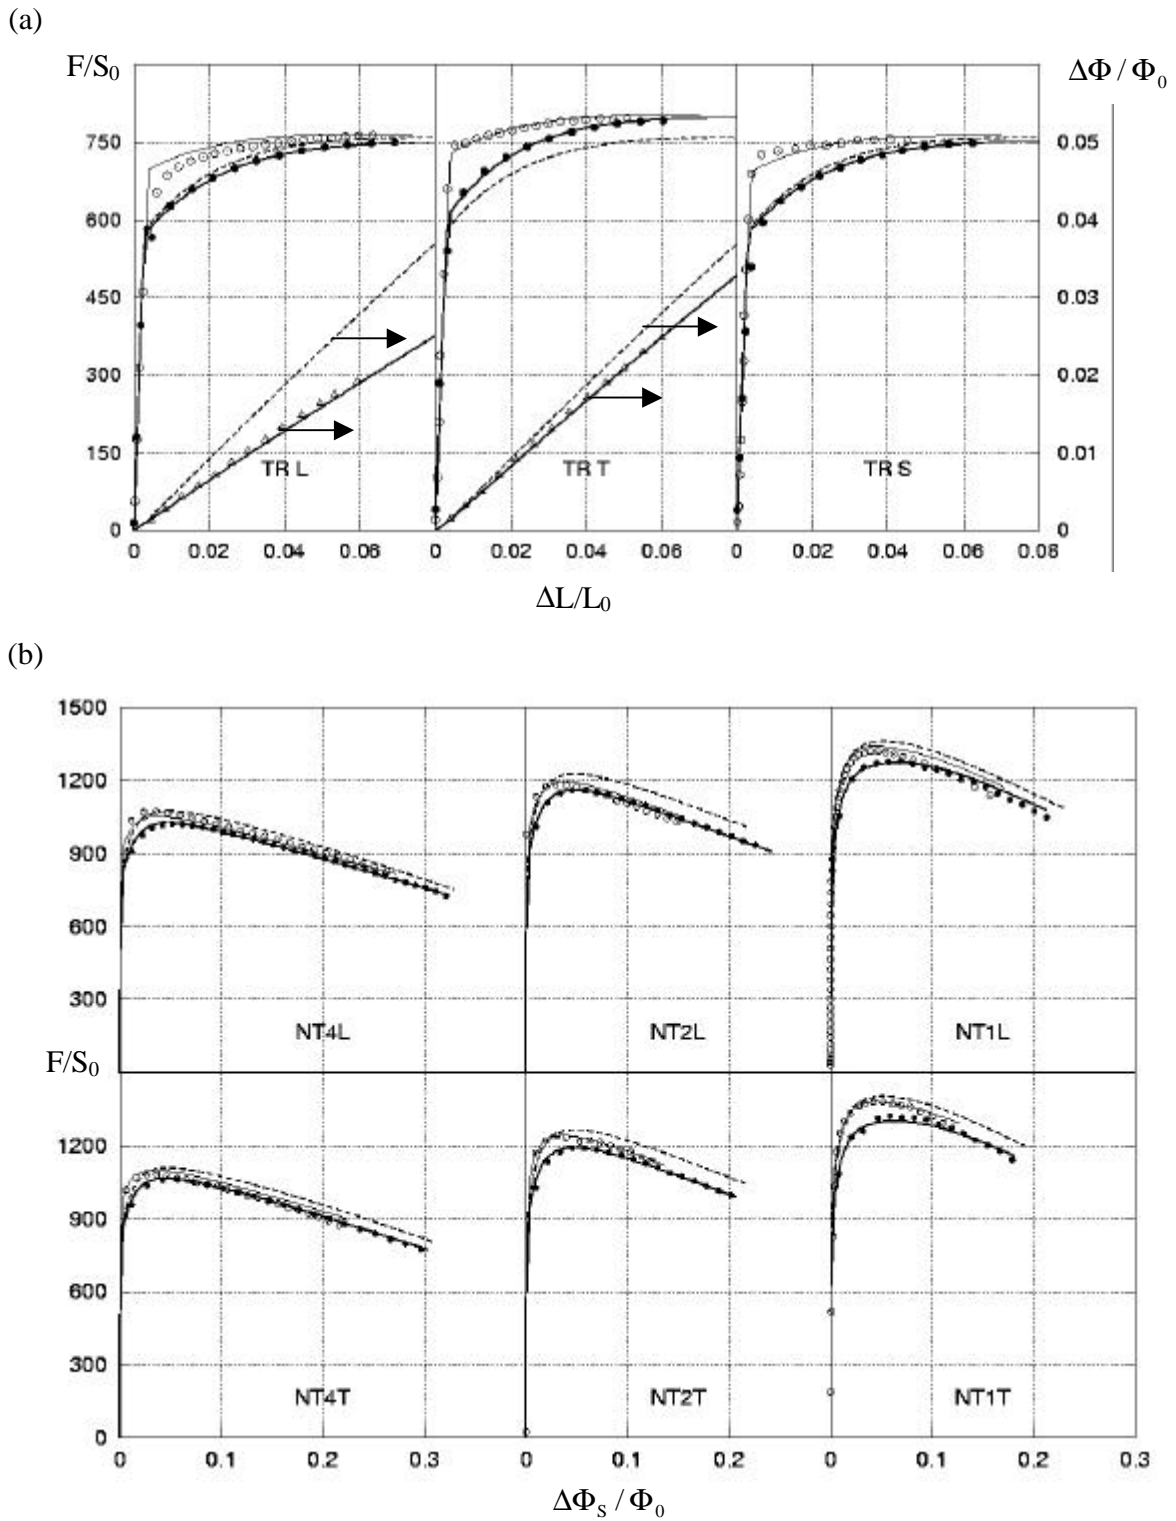 (a)
F/S₀ ΔΦ / Φ₀
750 0.05
600 0.04
450 0.03
300 0.02
150 0.01
TR L TR T TR S
0 0
0 0.02 0.04 0.06 0 0.02 0.04 0.06 0 0.02 0.04 0.06 0.08
ΔL/L₀
(b)
1500
1200
900
600
300
NT4L NT2L NT1L
F/S₀
1200
900
600
300
NT4T NT2T NT1T
0
0 0.1 0.2 0.3 0 0.1 0.2 0 0.1 0.2 0.3
ΔΦₛ / Φ₀